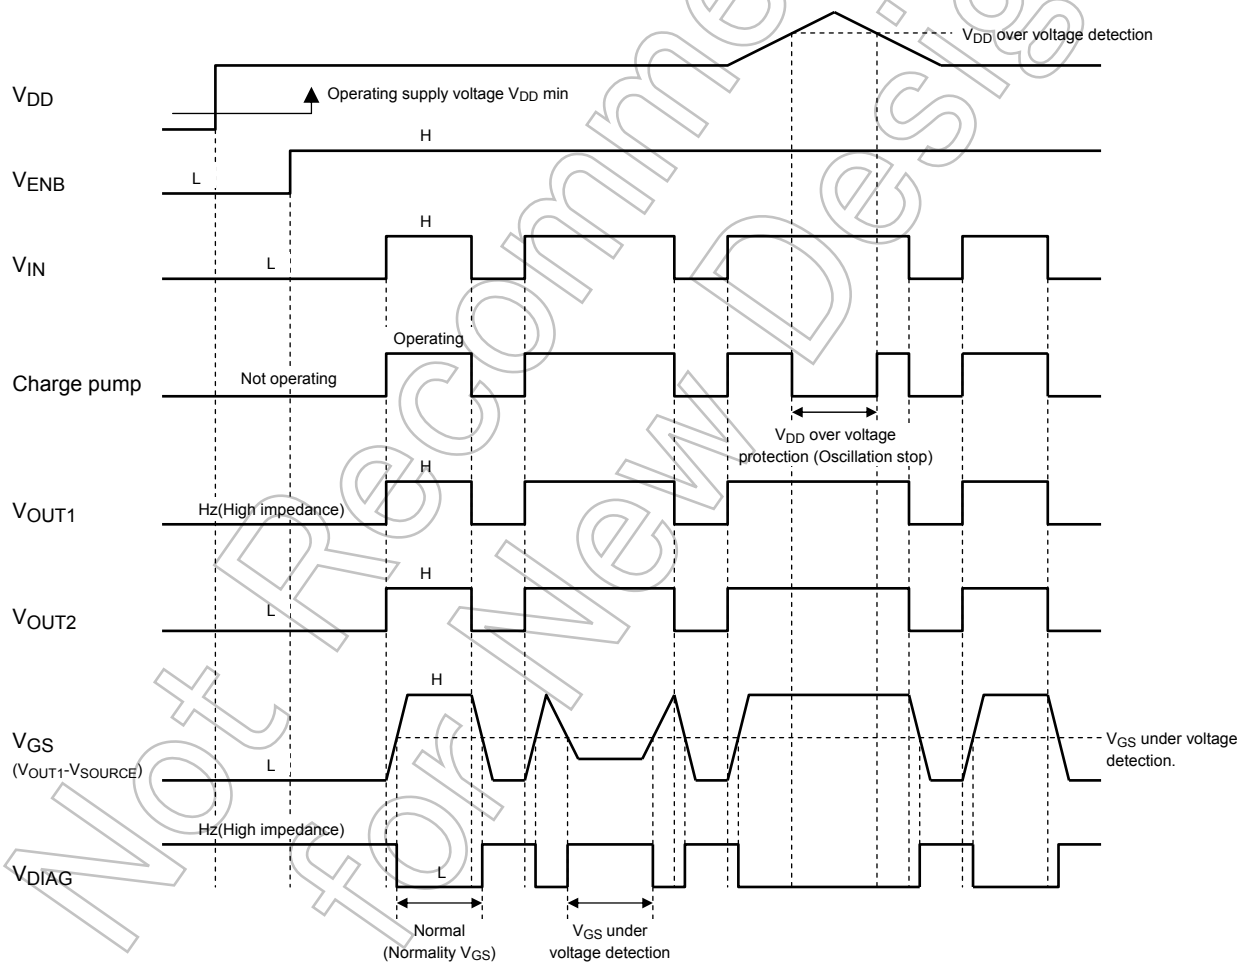 VDD over voltage detection
VDD
Operating supply voltage VDD min
H
VENB
L
H
VIN
L
Operating
Charge pump
Not operating
VDD over voltage
protection (Oscillation stop)
H
VOUT1
Hz(High impedance)
H
VOUT2
L
H
VGS
(VOUT1-VSOURCE)
L
VGS under voltage
detection.
Hz(High impedance)
VDIAG
L
Normal
(Normality VGS)
VGS under
voltage detection
Not Recommended
for New Design